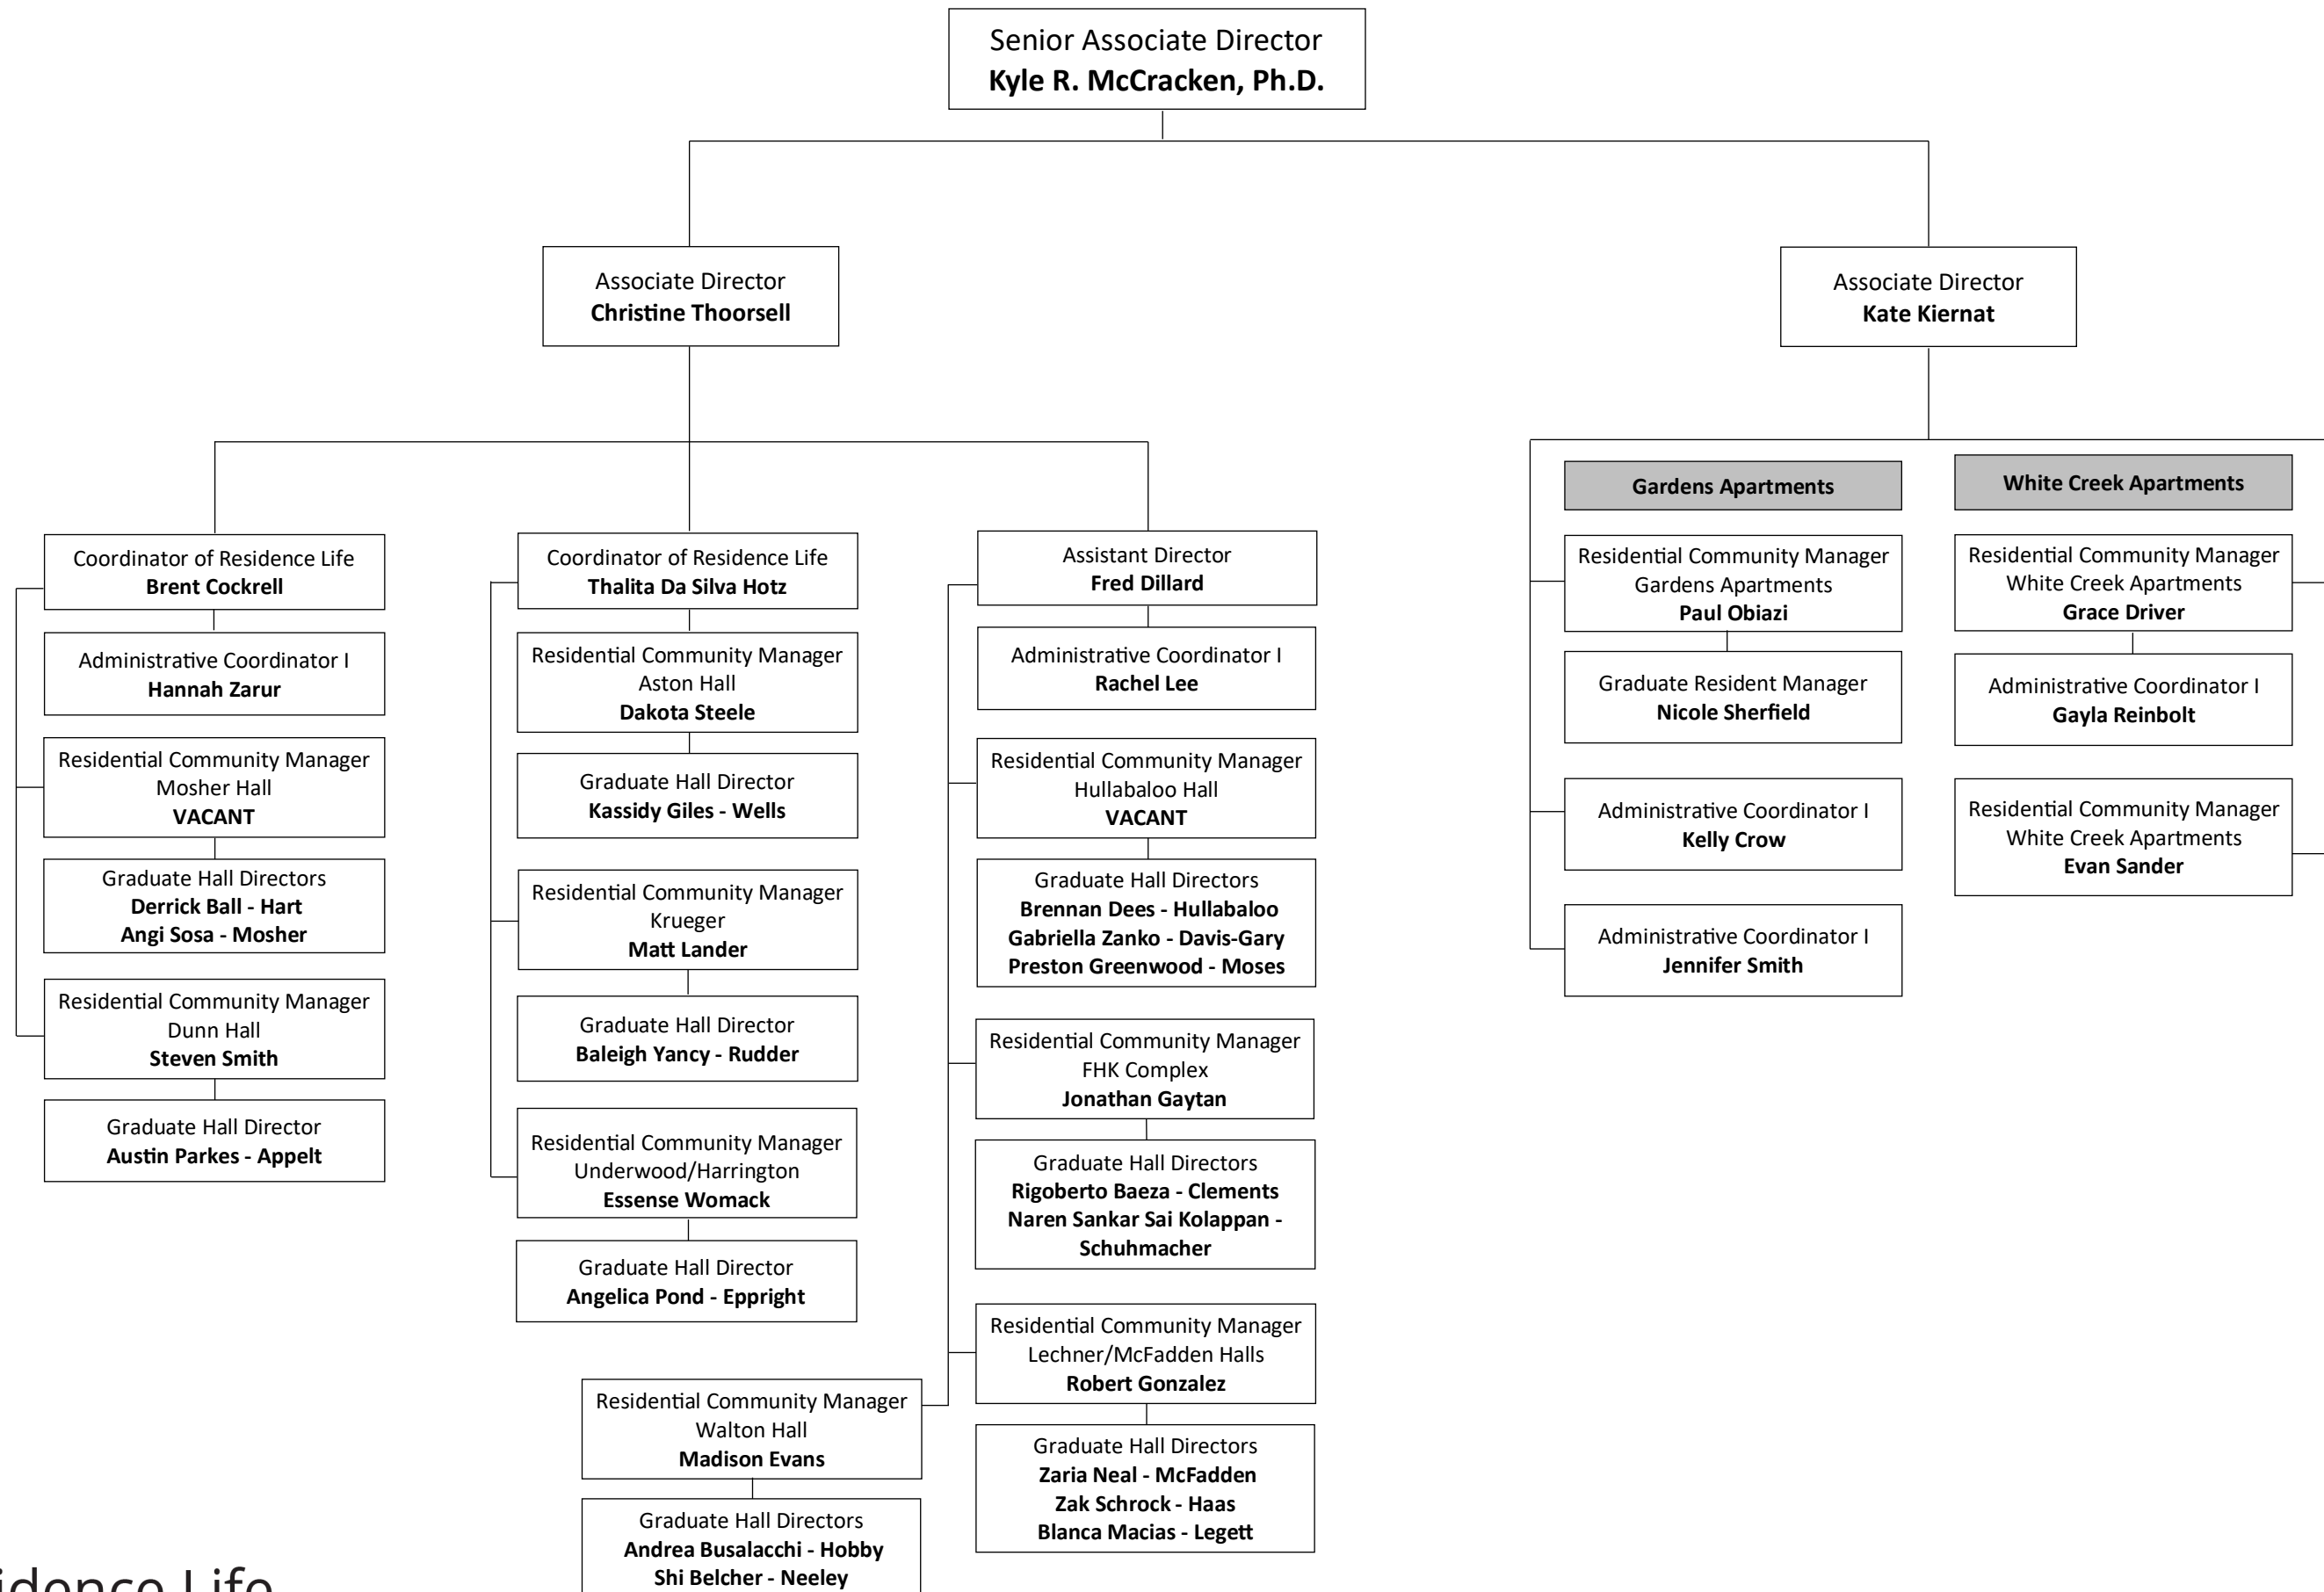 Senior Associate Director
Kyle R. McCracken, Ph.D.
Associate Director
Christine Thoorsell
Associate Director
Kate Kiernat
Coordinator of Residence Life
Brent Cockrell
Administrative Coordinator I
Hannah Zarur
Residential Community Manager
Mosher Hall
VACANT
Graduate Hall Directors
Derrick Ball - Hart
Angi Sosa - Mosher
Residential Community Manager
Dunn Hall
Steven Smith
Graduate Hall Director
Austin Parkes - Appelt
Coordinator of Residence Life
Thalita Da Silva Hotz
Residential Community Manager
Aston Hall
Dakota Steele
Graduate Hall Director
Kassidy Giles - Wells
Residential Community Manager
Krueger
Matt Lander
Graduate Hall Director
Baleigh Yancy - Rudder
Residential Community Manager
Underwood/Harrington
Essense Womack
Graduate Hall Director
Angelica Pond - Eppright
Assistant Director
Fred Dillard
Administrative Coordinator I
Rachel Lee
Residential Community Manager
Hullabaloo Hall
VACANT
Graduate Hall Directors
Brennan Dees - Hullabaloo
Gabriella Zanko - Davis-Gary
Preston Greenwood - Moses
Residential Community Manager
FHK Complex
Jonathan Gaytan
Graduate Hall Directors
Rigoberto Baeza - Clements
Naren Sankar Sai Kolappan -
Schuhmacher
Residential Community Manager
Lechner/McFadden Halls
Robert Gonzalez
Graduate Hall Directors
Zaria Neal - McFadden
Zak Schrock - Haas
Blanca Macias - Legett
Residential Community Manager
Walton Hall
Madison Evans
Graduate Hall Directors
Andrea Busalacchi - Hobby
Shi Belcher - Neeley
Gardens Apartments
Residential Community Manager
Gardens Apartments
Paul Obiazi
Graduate Resident Manager
Nicole Sherfield
Administrative Coordinator I
Kelly Crow
Administrative Coordinator I
Jennifer Smith
White Creek Apartments
Residential Community Manager
White Creek Apartments
Grace Driver
Administrative Coordinator I
Gayla Reinbolt
Residential Community Manager
White Creek Apartments
Evan Sander
idence Life